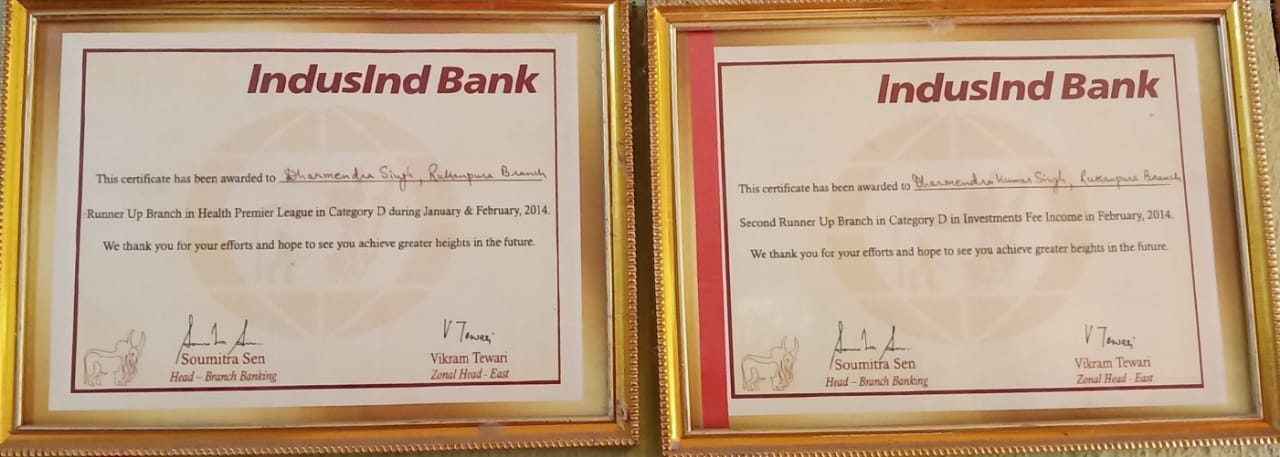 IndusInd Bank
This certificate has been awarded to Dharmendra Singh, Rukanpura Branch
Runner Up Branch in Health Premier League in Category D during January & February, 2014.
We thank you for your efforts and hope to see you achieve greater heights in the future.
Soumitra Sen
Head – Branch Banking
V Tewari
Vikram Tewari
Zonal Head - East
IndusInd Bank
This certificate has been awarded to Dharmendra Kumar Singh, Rukanpura Branch
Second Runner Up Branch in Category D in Investments Fee Income in February, 2014.
We thank you for your efforts and hope to see you achieve greater heights in the future.
Soumitra Sen
Head – Branch Banking
V Tewari
Vikram Tewari
Zonal Head - East